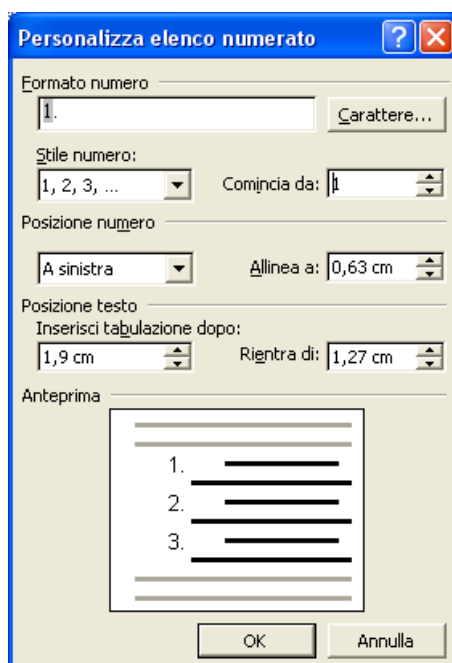 Personalizza elenco numerato
Formato numero
1.
Carattere...
Stile numero:
1, 2, 3, ...
Comincia da: 1
Posizione numero
A sinistra
Allinea a: 0,63 cm
Posizione testo
Inserisci tabulazione dopo:
1,9 cm
Rientra di: 1,27 cm
Anteprima
1.
2.
3.
OK
Annulla